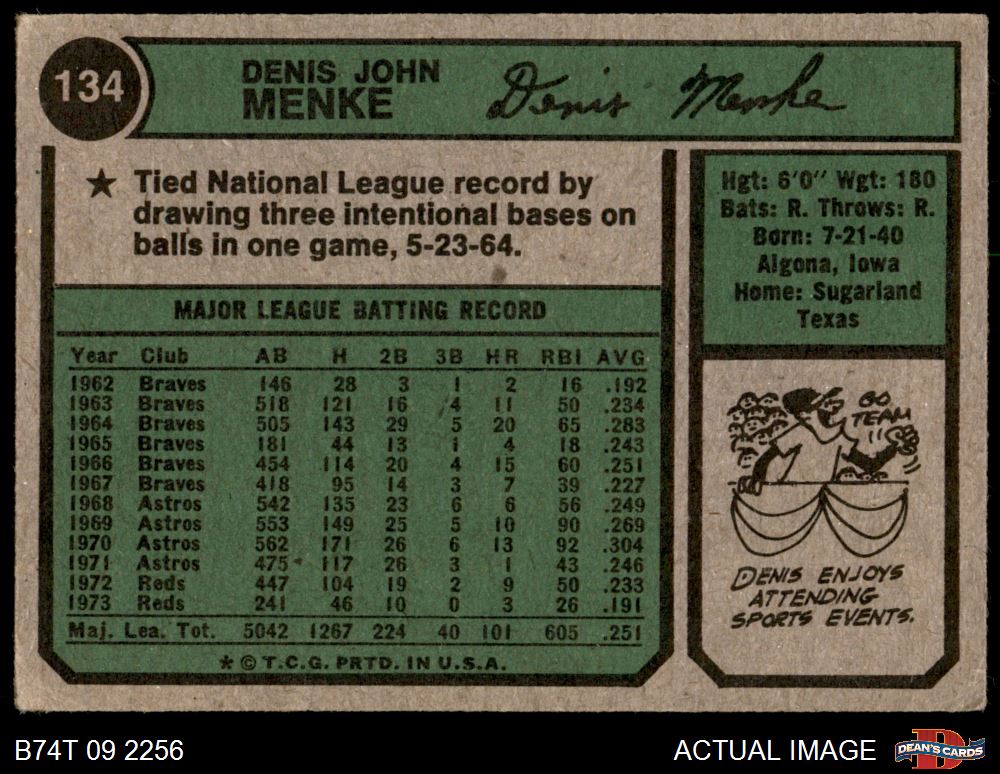 134
DENIS JOHN
MENKE
Denis Menke
★ Tied National League record by
drawing three intentional bases on
balls in one game, 5-23-64.
Hgt: 6'0" Wgt: 180
Bats: R. Throws: R.
Born: 7-21-40
Algona, Iowa
Home: Sugarland
Texas
MAJOR LEAGUE BATTING RECORD
Year Club AB H 2B 3B HR RBI AVG
1962 Braves 146 28 3 1 2 16 .192
1963 Braves 518 121 16 4 11 50 .234
1964 Braves 505 143 29 5 20 65 .283
1965 Braves 181 44 13 1 4 18 .243
1966 Braves 454 114 20 4 15 60 .251
1967 Braves 418 95 14 3 7 39 .227
1968 Astros 542 135 23 6 6 56 .249
1969 Astros 553 149 25 5 10 90 .269
1970 Astros 562 171 26 6 13 92 .304
1971 Astros 475 117 26 3 1 43 .246
1972 Reds 447 104 19 2 9 50 .233
1973 Reds 241 46 10 0 3 26 .191
Maj. Lea. Tot. 5042 1267 224 40 101 605 .251
* © T.C.G. PRTD. IN U.S.A.
GO
TEAM
DENIS ENJOYS
ATTENDING
SPORTS EVENTS.
B74T 09 2256
ACTUAL IMAGE
DEAN'S CARDS